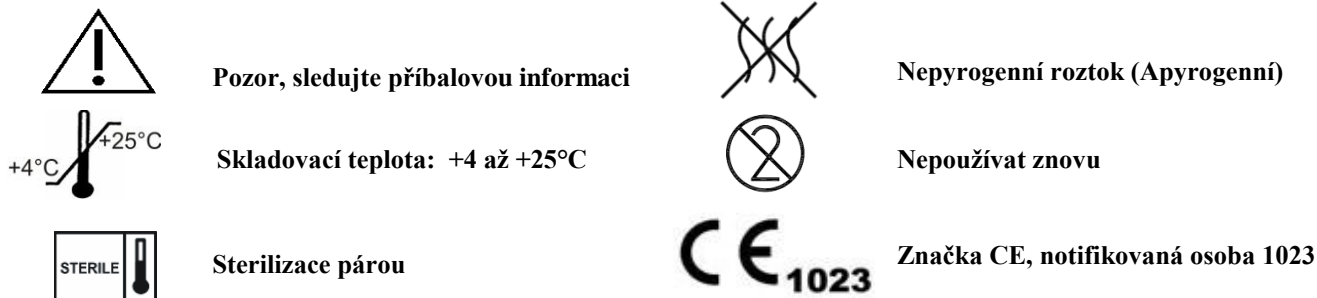 Pozor, sledujte příbalovou informaci
Nepyrogenní roztok (Apyrogenní)
+25°C
+4°C
Skladovací teplota: +4 až +25°C
2
Nepoužívat znovu
STERILE
Sterilizace párou
CE 1023
Značka CE, notifikovaná osoba 1023